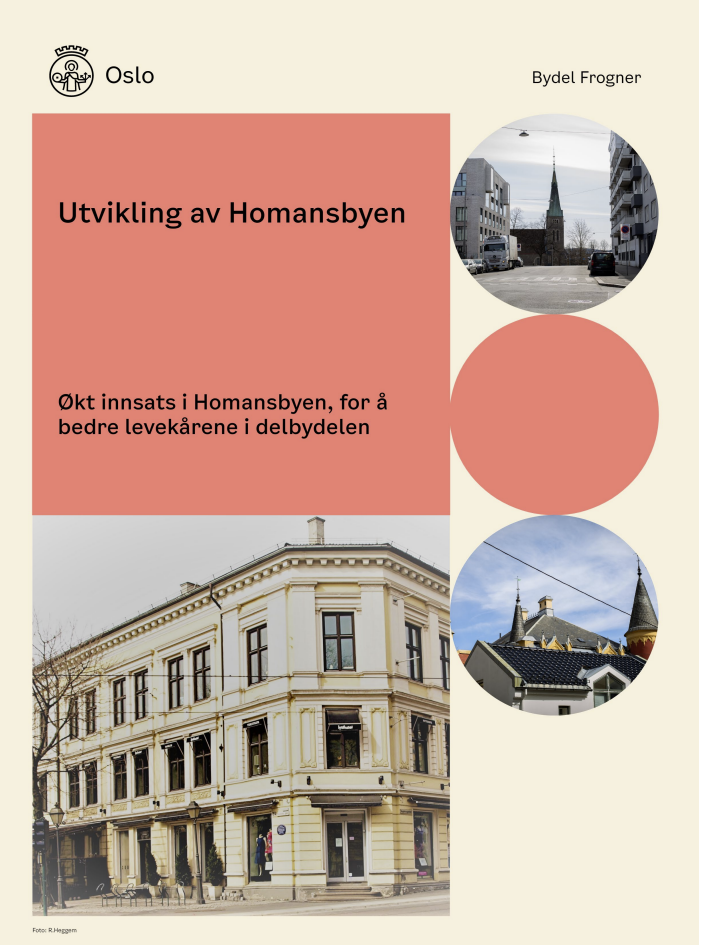 Oslo
Bydel Frogner
Utvikling av Homansbyen
Økt innsats i Homansbyen, for å
bedre levekårene i delbydelen
Foto: R.Heggem